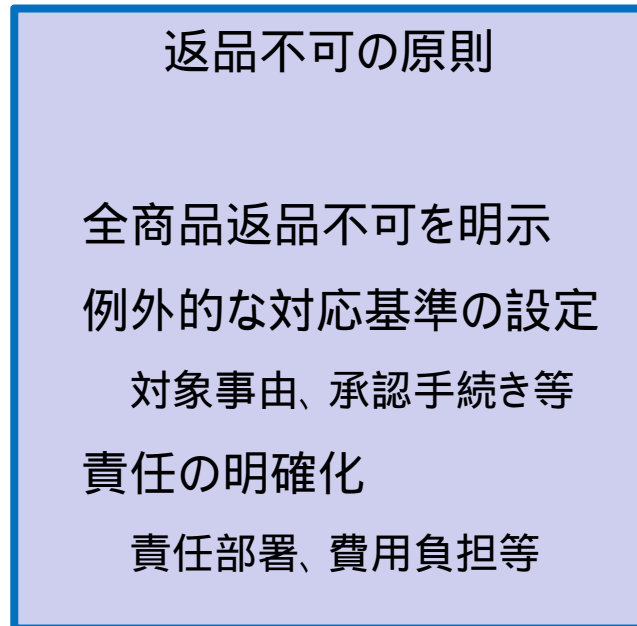 返品不可の原則
全商品返品不可を明示
例外的な対応基準の設定
対象事由、承認手続き等
責任の明確化
責任部署、費用負担等